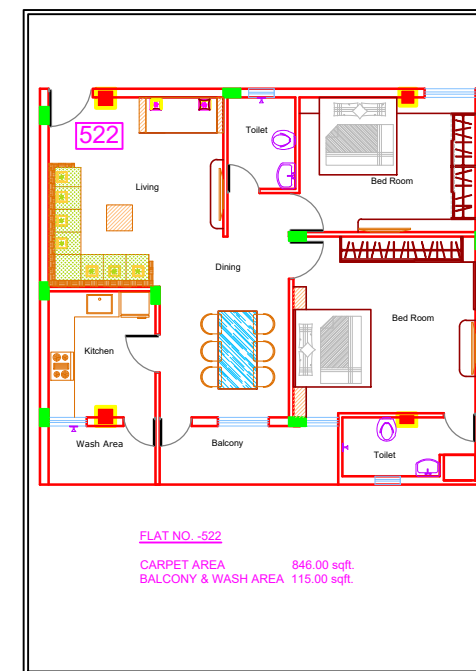 522
Toilet
Living
Bed Room
Dining
Bed Room
Kitchen
Wash Area
Balcony
Toilet
FLAT NO. -522
CARPET AREA 846.00 sqft.
BALCONY & WASH AREA 115.00 sqft.